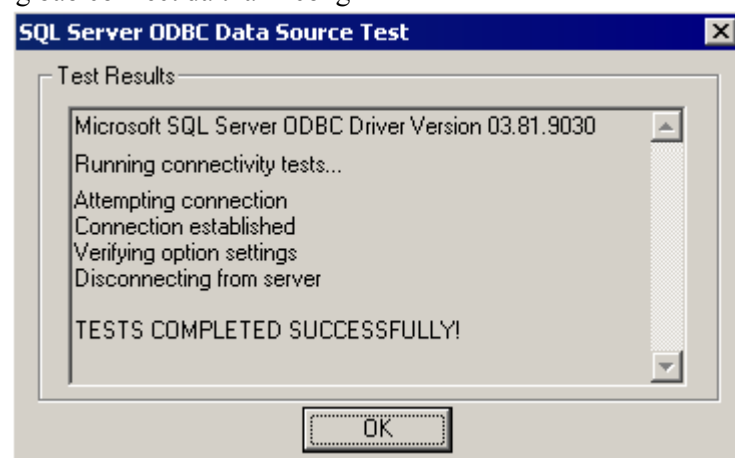 SQL Server ODBC Data Source Test
Test Results
Microsoft SQL Server ODBC Driver Version 03.81.9030
Running connectivity tests...
Attempting connection
Connection established
Verifying option settings
Disconnecting from server
TESTS COMPLETED SUCCESSFULLY!
OK